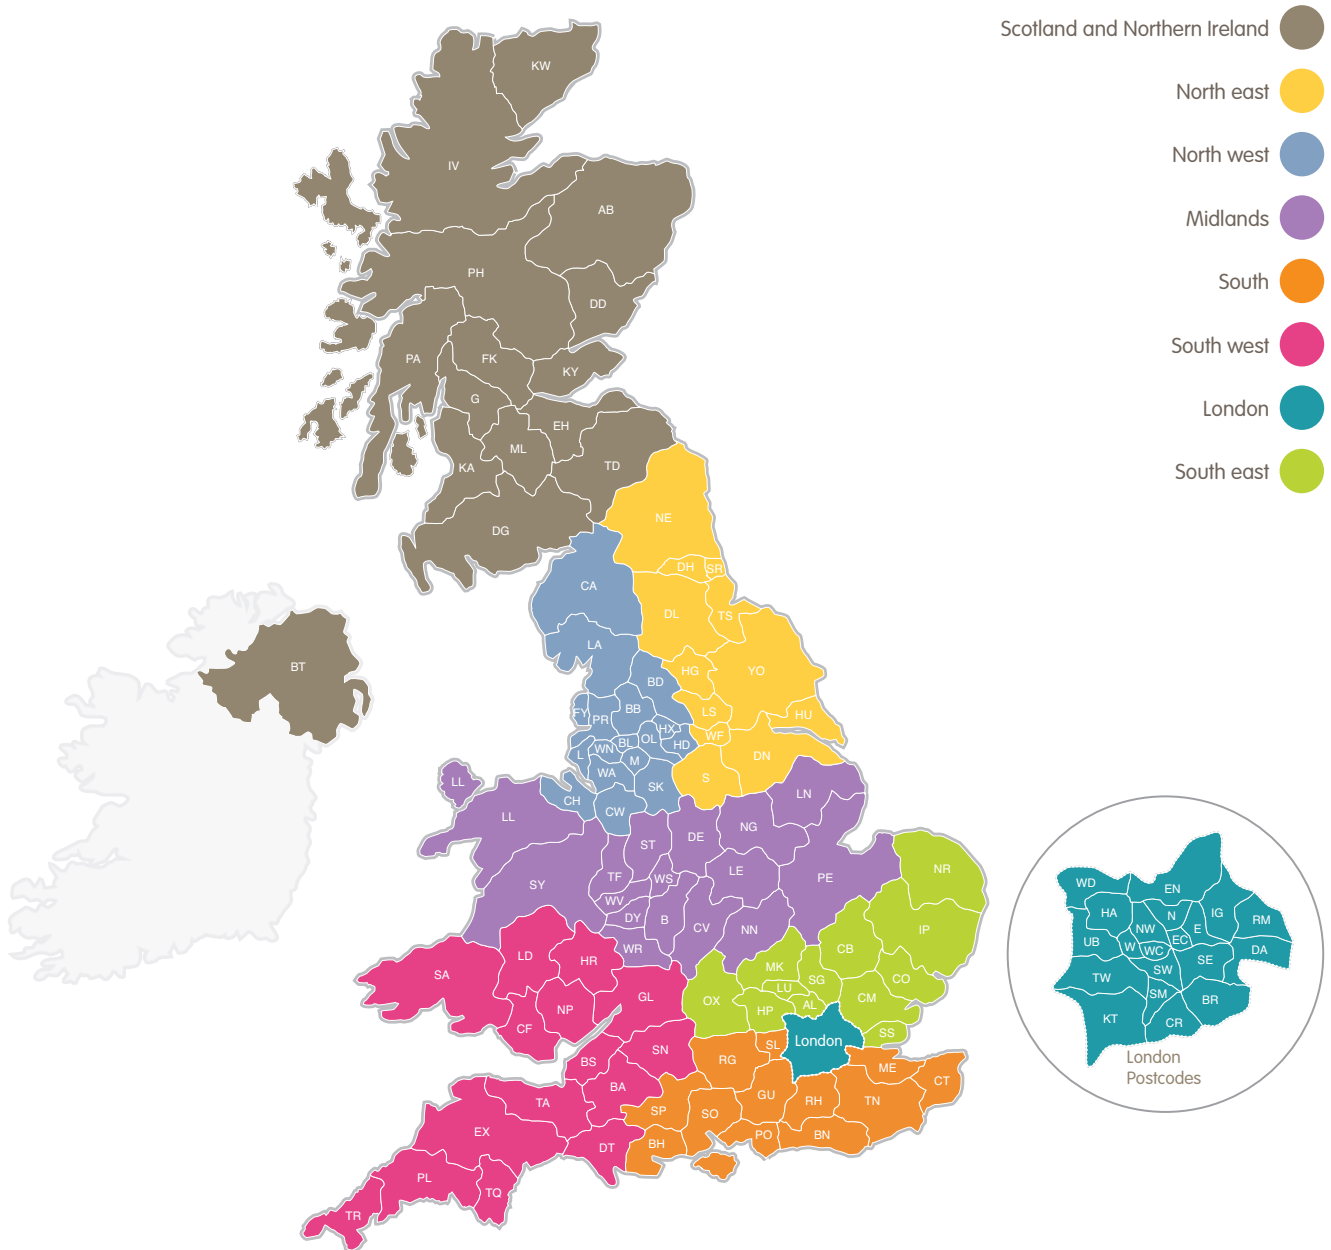 Scotland and Northern Ireland
North east
North west
Midlands
South
South west
London
South east
KW
IV
AB
PH
DD
PA
FK
KY
G
EH
ML
KA
TD
DG
NE
DH
SR
CA
DL
TS
LA
BT
HG
YO
BD
BB
LS
FY
PR
HU
HX
WF
OL
HD
BL
WN
L
DN
M
WA
S
SK
LL
LN
CH
CW
LL
NG
DE
ST
NR
LE
TF
WS
PE
SY
WV
DY
B
CV
NN
IP
WR
CB
LD
HR
SA
MK
SG
CO
LU
GL
OX
CM
AL
HP
NP
CF
SS
London
SL
SN
RG
BS
ME
CT
BA
GU
RH
TN
TA
SP
SO
EX
PO
BN
BH
DT
PL
TQ
TR
WD
EN
HA
N
IG
RM
NW
E
UB
W
WC
EC
DA
SE
SW
TW
SM
BR
KT
CR
London
Postcodes